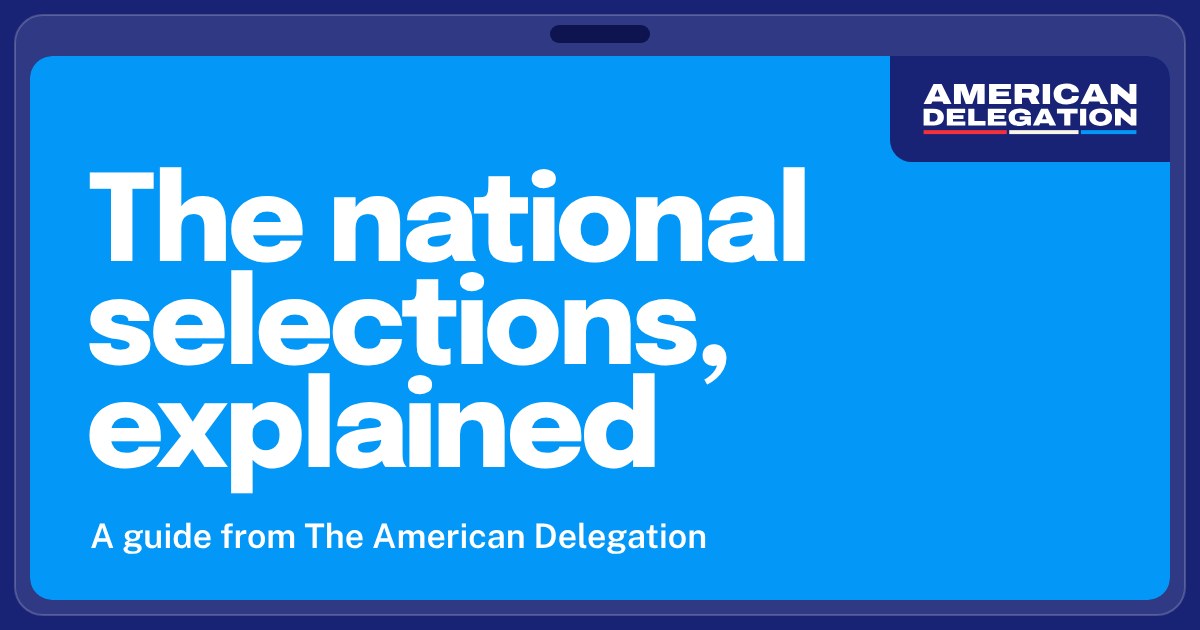 AMERICAN
DELEGATION
The national
selections,
explained
A guide from The American Delegation